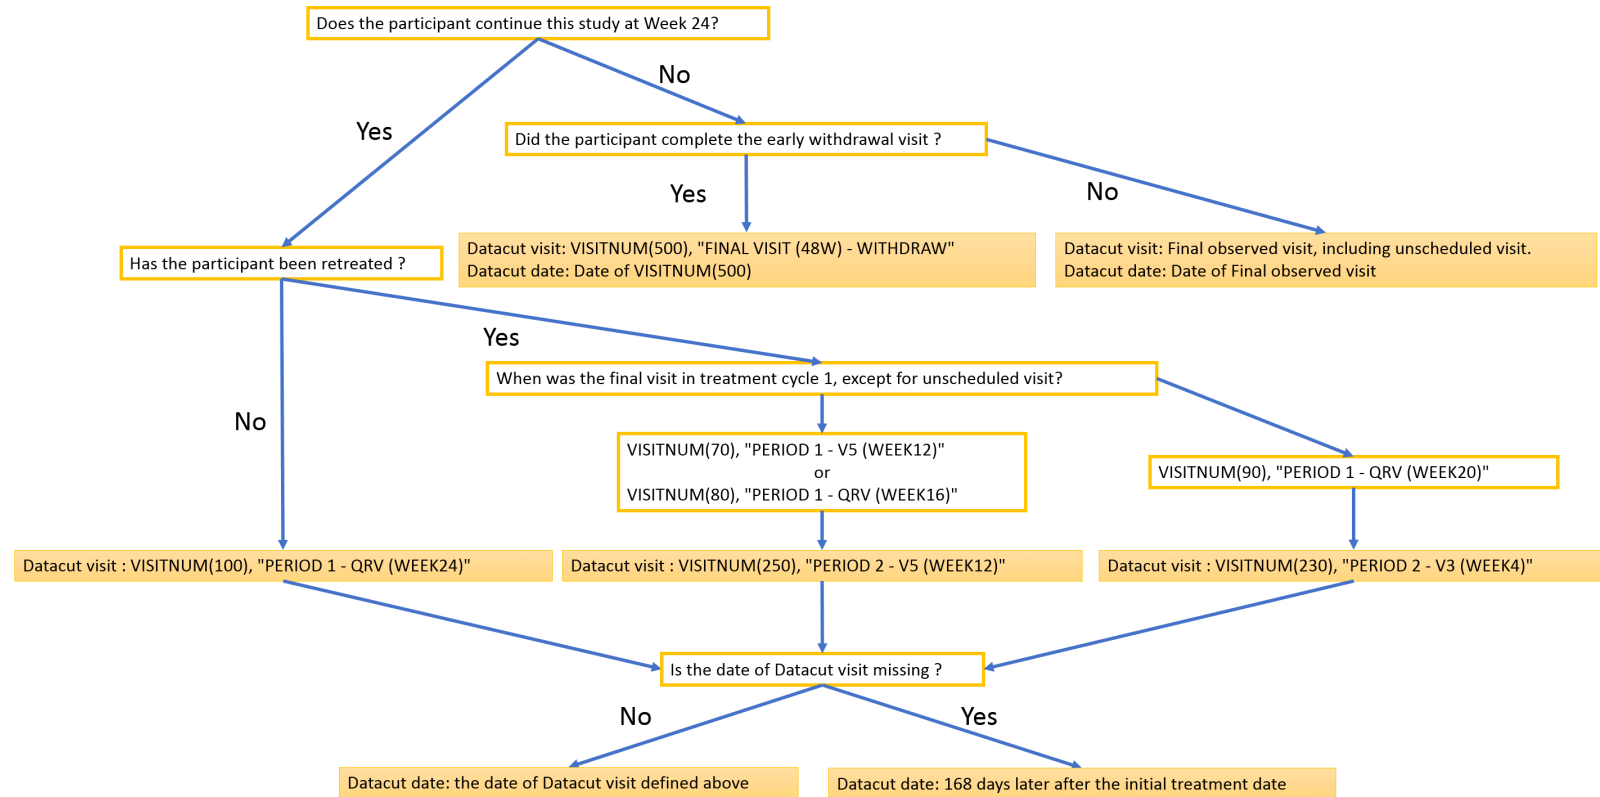 Does the participant continue this study at Week 24?
No
Yes
Did the participant complete the early withdrawal visit ?
Yes
No
Has the participant been retreated ?
Datacut visit: VISITNUM(500), "FINAL VISIT (48W) - WITHDRAW"
Datacut date: Date of VISITNUM(500)
Datacut visit: Final observed visit, including unscheduled visit.
Datacut date: Date of Final observed visit
Yes
When was the final visit in treatment cycle 1, except for unscheduled visit?
No
VISITNUM(70), "PERIOD 1 - V5 (WEEK12)"
or
VISITNUM(80), "PERIOD 1 - QRV (WEEK16)"
VISITNUM(90), "PERIOD 1 - QRV (WEEK20)"
Datacut visit : VISITNUM(100), "PERIOD 1 - QRV (WEEK24)"
Datacut visit : VISITNUM(250), "PERIOD 2 - V5 (WEEK12)"
Datacut visit : VISITNUM(230), "PERIOD 2 - V3 (WEEK4)"
Is the date of Datacut visit missing ?
No
Yes
Datacut date: the date of Datacut visit defined above
Datacut date: 168 days later after the initial treatment date